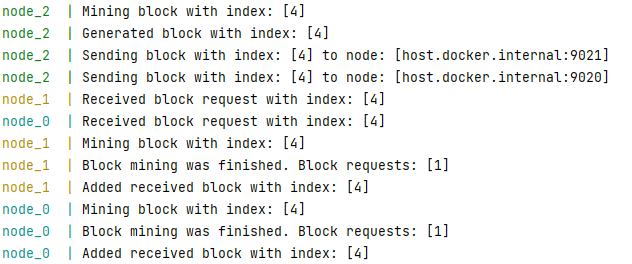 node_2 | Mining block with index: [4]
node_2 | Generated block with index: [4]
node_2 | Sending block with index: [4] to node: [host.docker.internal:9021]
node_2 | Sending block with index: [4] to node: [host.docker.internal:9020]
node_1 | Received block request with index: [4]
node_0 | Received block request with index: [4]
node_1 | Mining block with index: [4]
node_1 | Block mining was finished. Block requests: [1]
node_1 | Added received block with index: [4]
node_0 | Mining block with index: [4]
node_0 | Block mining was finished. Block requests: [1]
node_0 | Added received block with index: [4]